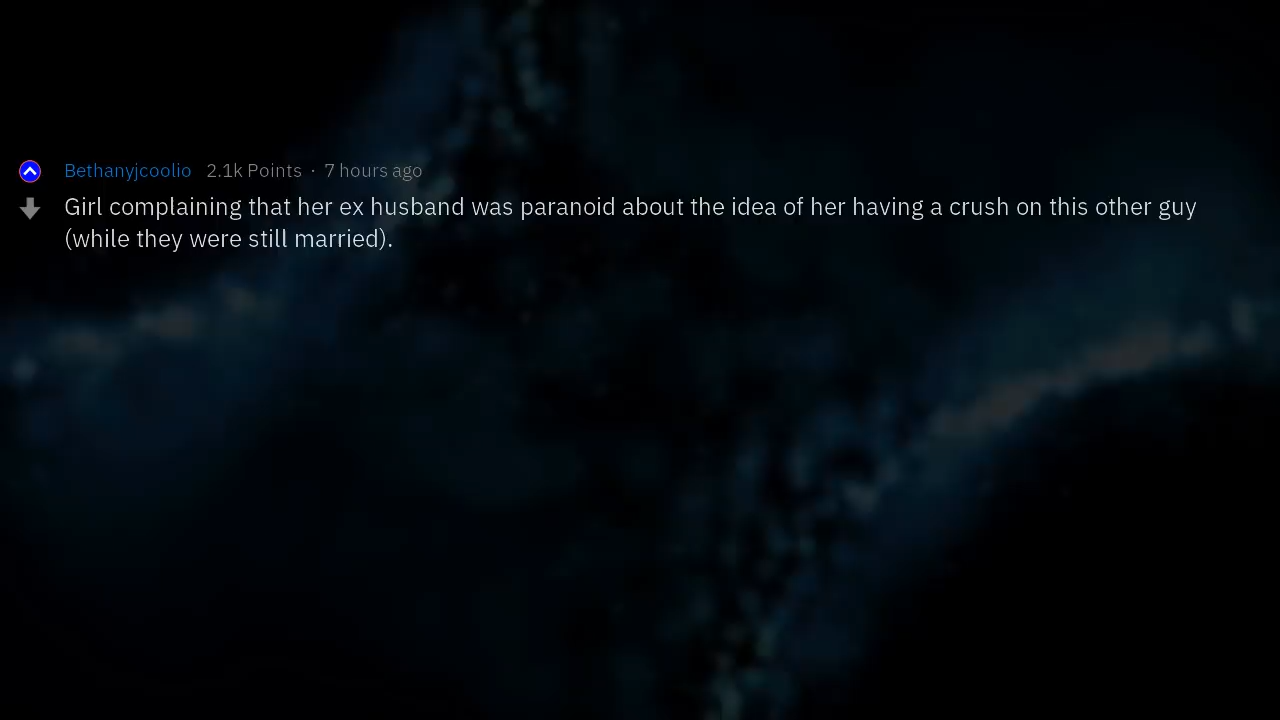 Bethanyjcoolio 2.1k Points · 7 hours ago
Girl complaining that her ex husband was paranoid about the idea of her having a crush on this other guy
(while they were still married).